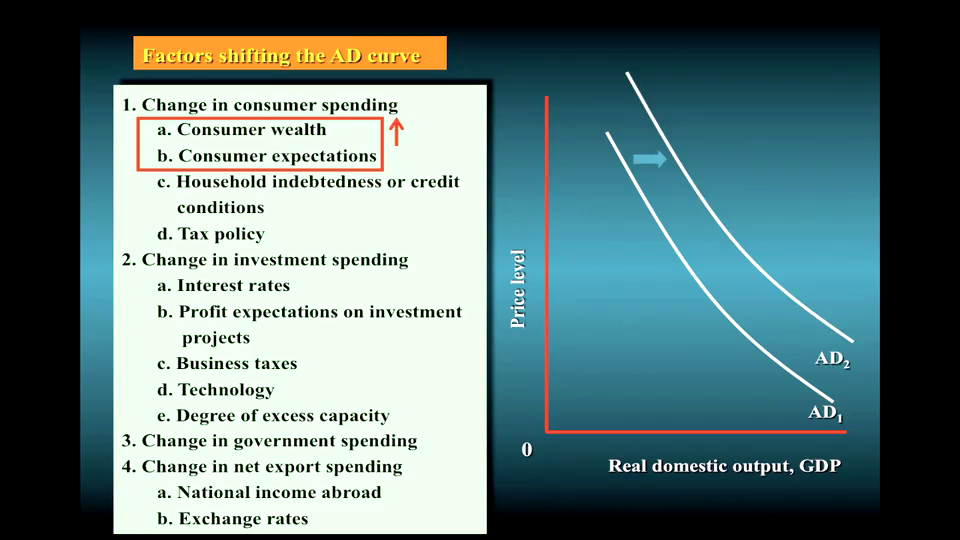 Factors shifting the AD curve
1. Change in consumer spending
a. Consumer wealth
b. Consumer expectations
c. Household indebtedness or credit
conditions
d. Tax policy
2. Change in investment spending
a. Interest rates
b. Profit expectations on investment
projects
c. Business taxes
d. Technology
e. Degree of excess capacity
3. Change in government spending
4. Change in net export spending
a. National income abroad
b. Exchange rates
Price level
AD2
AD1
0
Real domestic output, GDP